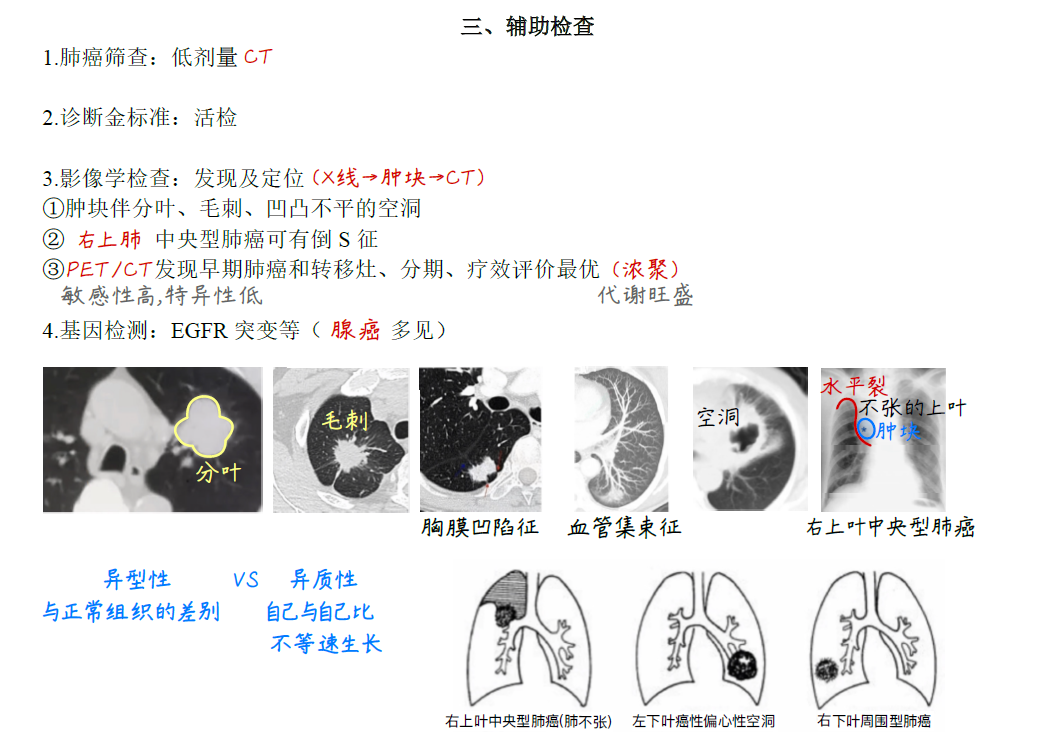 三、辅助检查
1.肺癌筛查：低剂量 CT
2.诊断金标准：活检
3.影像学检查：发现及定位（X线→肿块→CT）
①肿块伴分叶、毛刺、凹凸不平的空洞
② 右上肺 中央型肺癌可有倒 S 征
③PET/CT发现早期肺癌和转移灶、分期、疗效评价最优（浓聚）
敏感性高,特异性低 代谢旺盛
4.基因检测：EGFR 突变等（ 腺癌 多见）
分叶
毛刺
胸膜凹陷征
血管集束征
空洞
水平裂
不张的上叶
肿块
右上叶中央型肺癌
异型性 VS 异质性
与正常组织的差别 自己与自己比
不等速生长
右上叶中央型肺癌(肺不张) 左下叶癌性偏心性空洞 右下叶周围型肺癌